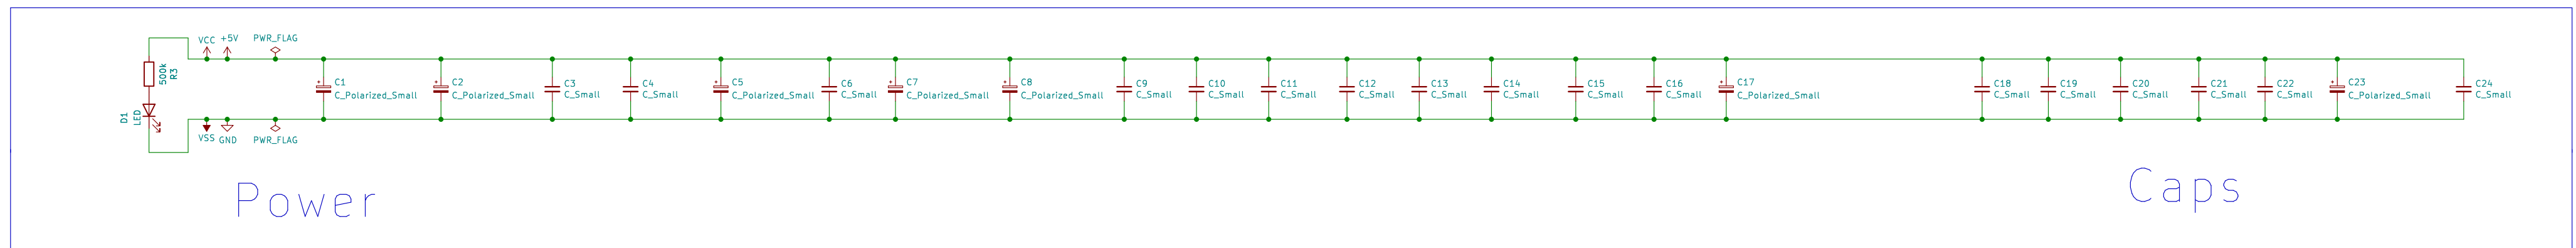 VCC
+5V
PWR_FLAG
500k
R3
D1
LED
VSS
GND
PWR_FLAG
C1
C_Polarized_Small
C2
C_Polarized_Small
C3
C_Small
C4
C_Small
C5
C_Polarized_Small
C6
C_Small
C7
C_Polarized_Small
C8
C_Polarized_Small
C9
C_Small
C10
C_Small
C11
C_Small
C12
C_Small
C13
C_Small
C14
C_Small
C15
C_Small
C16
C_Small
C17
C_Polarized_Small
C18
C_Small
C19
C_Small
C20
C_Small
C21
C_Small
C22
C_Small
C23
C_Polarized_Small
C24
C_Small
Power
Caps